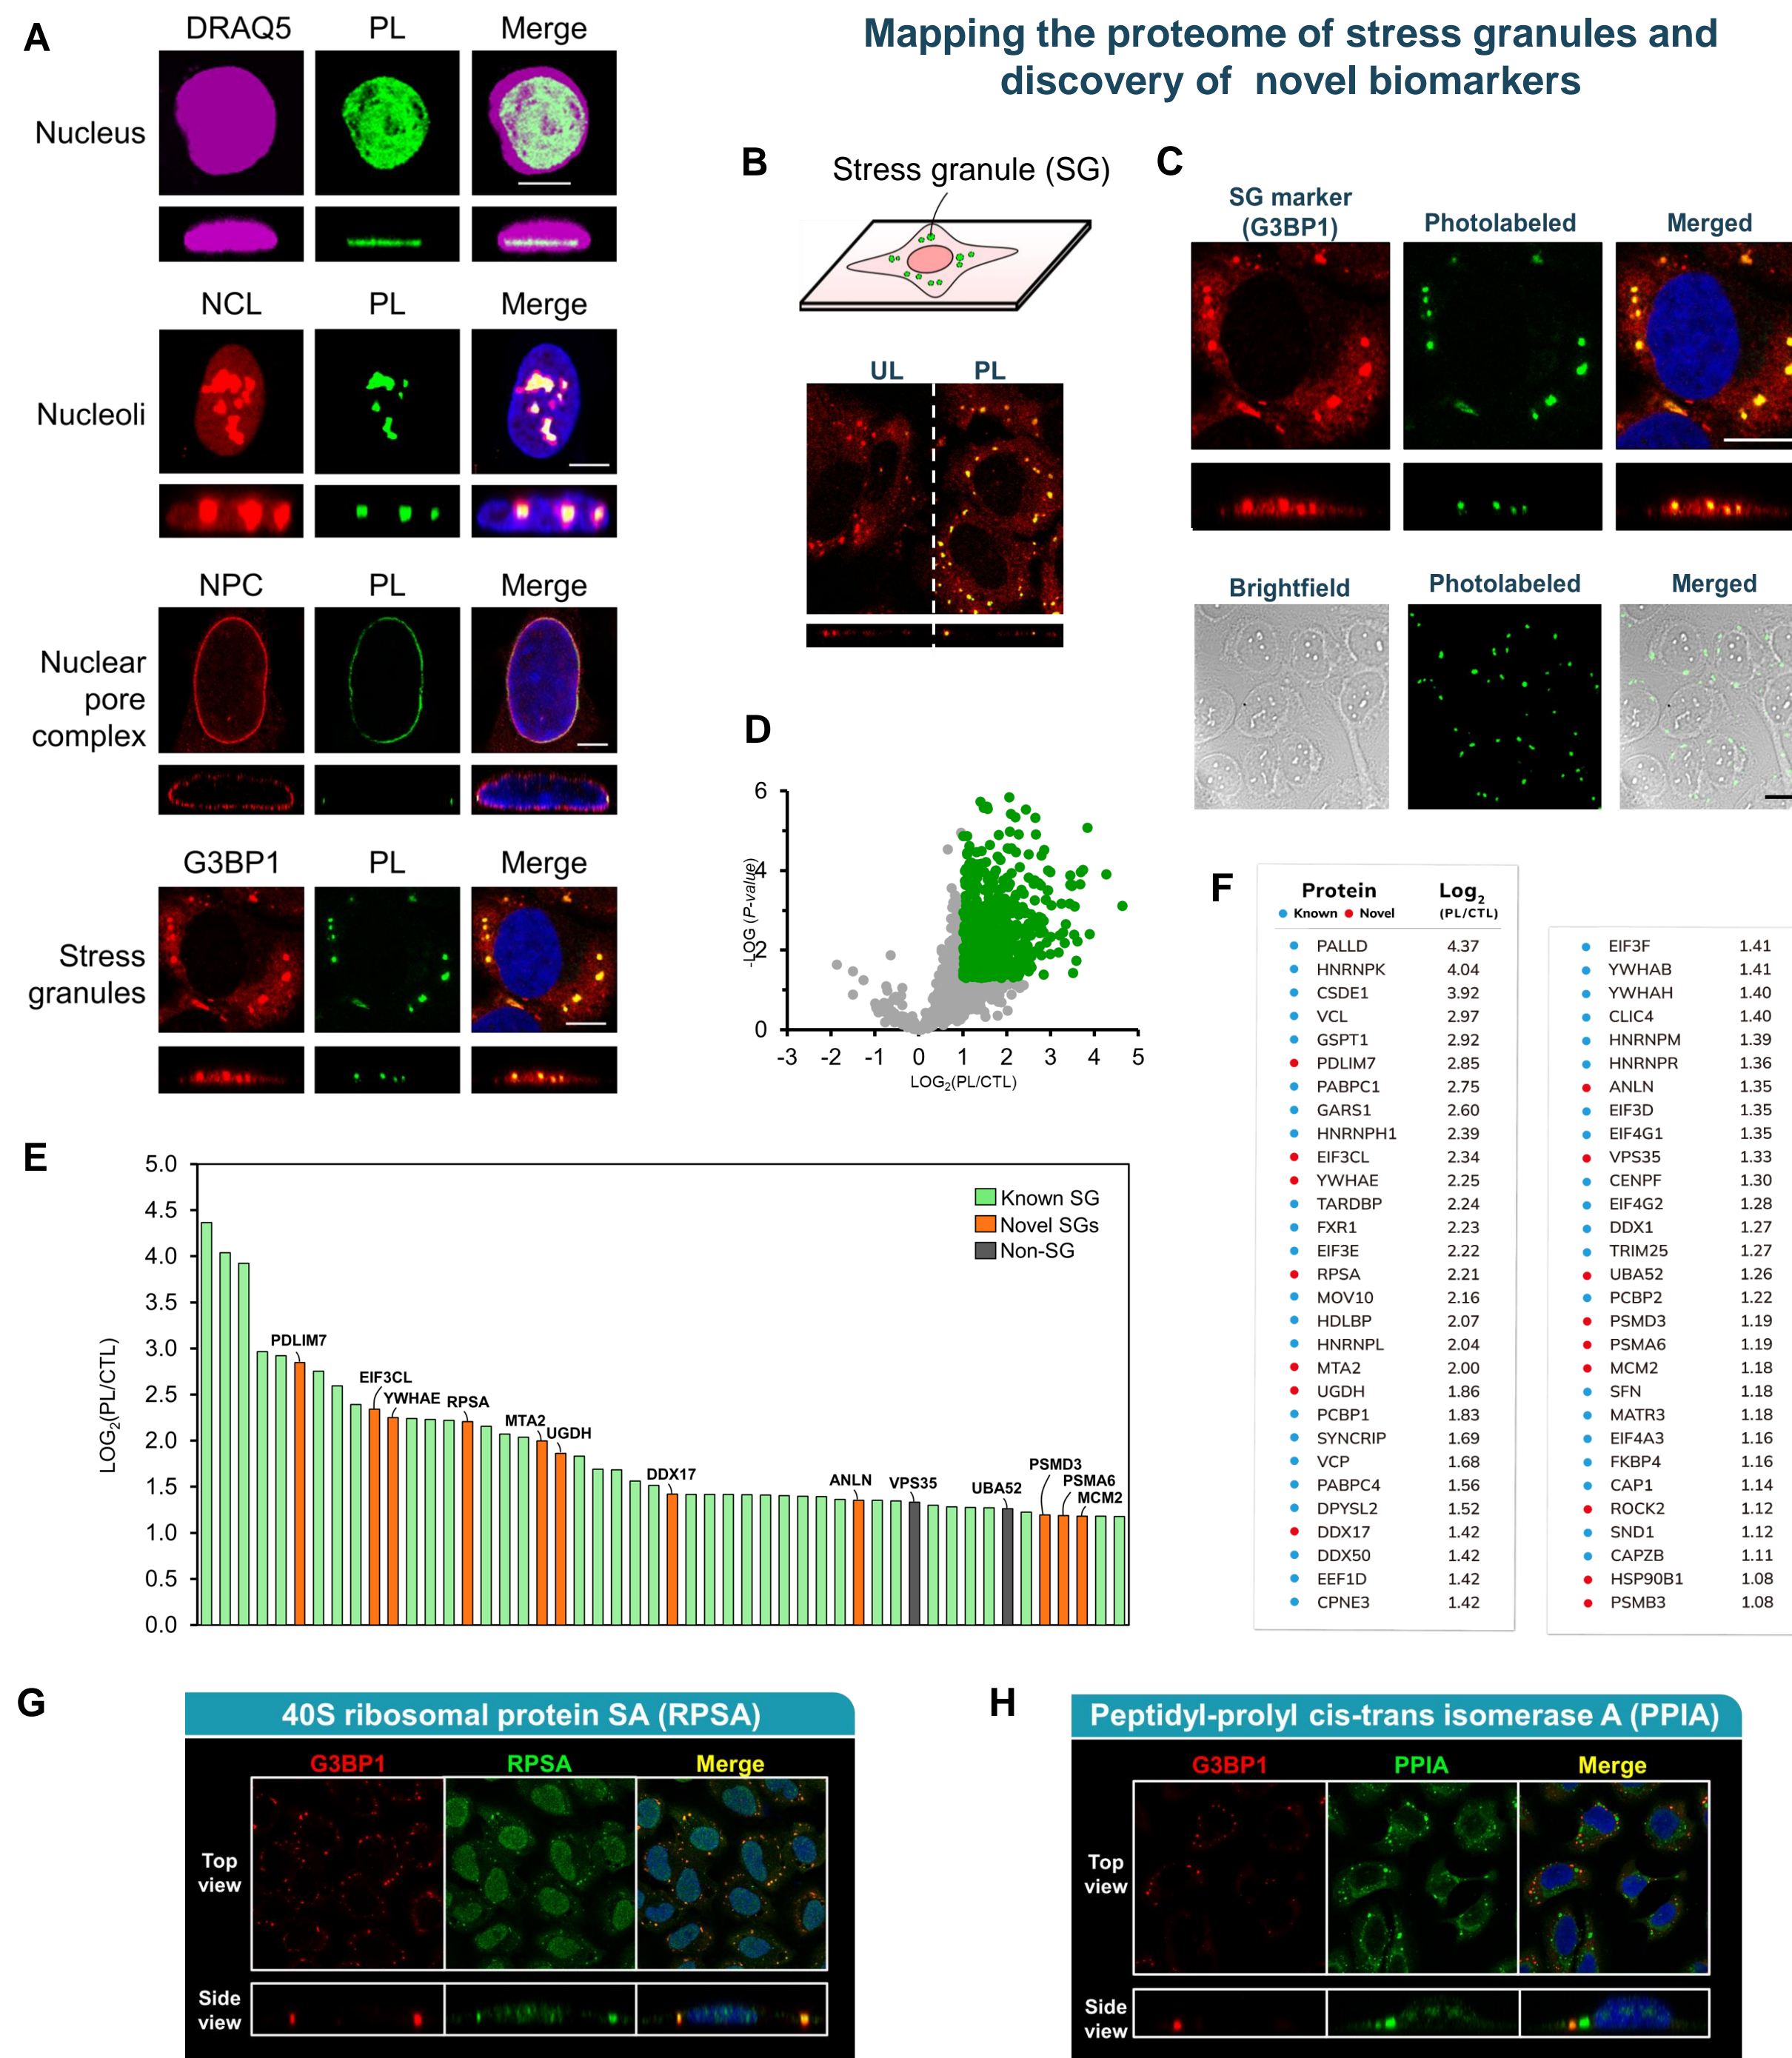 Mapping the proteome of stress granules and
discovery of novel biomarkers
A
DRAQ5 PL Merge
Nucleus
NCL PL Merge
Nucleoli
NPC PL Merge
Nuclear
pore
complex
G3BP1 PL Merge
Stress
granules
B
Stress granule (SG)
UL PL
C
SG marker
(G3BP1)
Photolabeled
Merged
Brightfield
Photolabeled
Merged
D
6
4
2
0
-3 -2 -1 0 1 2 3 4 5
-LOG (P-value)
LOG2(PL/CTL)
E
5.0
4.5
4.0
3.5
3.0
2.5
2.0
1.5
1.0
0.5
0.0
LOG2(PL/CTL)
Known SG
Novel SGs
Non-SG
PDLIM7
EIF3CL
YWHAE
RPSA
MTA2
UGDH
DDX17
ANLN
VPS35
UBA52
PSMD3
PSMA6
MCM2
F
Protein Log2
Known Novel (PL/CTL)
PALLD 4.37
HNRNPK 4.04
CSDE1 3.92
VCL 2.97
GSPT1 2.92
PDLIM7 2.85
PABPC1 2.75
GARS1 2.60
HNRNPH1 2.39
EIF3CL 2.34
YWHAE 2.25
TARDBP 2.24
FXR1 2.23
EIF3E 2.22
RPSA 2.21
MOV10 2.16
HDLBP 2.07
HNRNPL 2.04
MTA2 2.00
UGDH 1.86
PCBP1 1.83
SYNCRIP 1.69
VCP 1.68
PABPC4 1.56
DPYSL2 1.52
DDX17 1.42
DDX50 1.42
EEF1D 1.42
CPNE3 1.42
EIF3F 1.41
YWHAB 1.41
YWHAH 1.40
CLIC4 1.40
HNRNPM 1.39
HNRNPR 1.36
ANLN 1.35
EIF3D 1.35
EIF4G1 1.35
VPS35 1.33
CENPF 1.30
EIF4G2 1.28
DDX1 1.27
TRIM25 1.27
UBA52 1.26
PCBP2 1.22
PSMD3 1.19
PSMA6 1.19
MCM2 1.18
SFN 1.18
MATR3 1.18
EIF4A3 1.16
FKBP4 1.16
CAP1 1.14
ROCK2 1.12
SND1 1.12
CAPZB 1.11
HSP90B1 1.08
PSMB3 1.08
G
40S ribosomal protein SA (RPSA)
G3BP1 RPSA Merge
Top
view
Side
view
H
Peptidyl-prolyl cis-trans isomerase A (PPIA)
G3BP1 PPIA Merge
Top
view
Side
view